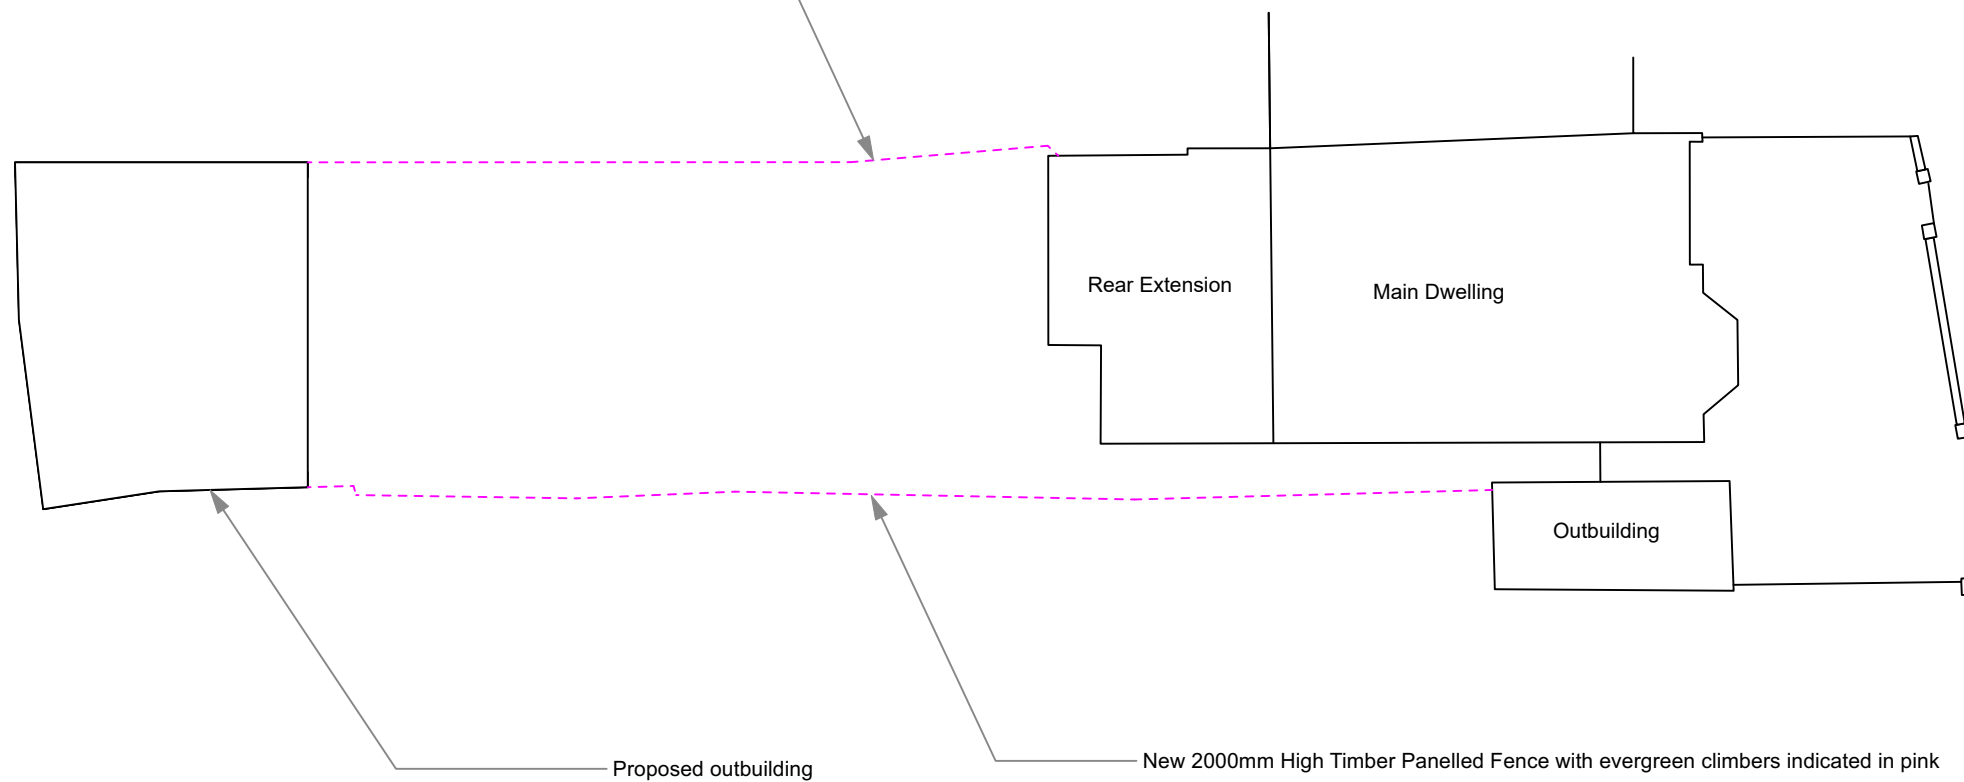 Rear Extension
Main Dwelling
Outbuilding
Proposed outbuilding
New 2000mm High Timber Panelled Fence with evergreen climbers indicated in pink